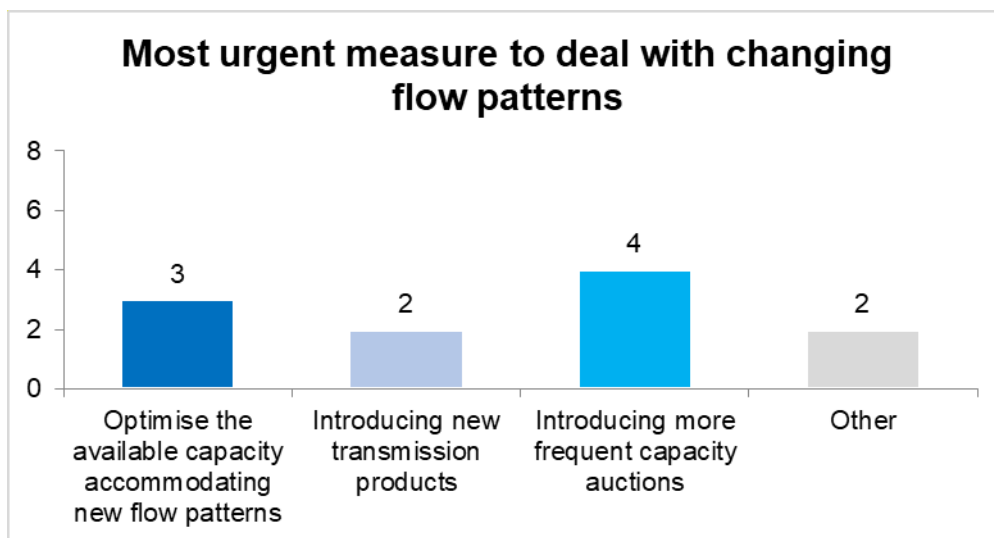 Most urgent measure to deal with changing
flow patterns
8
6
4
2
0
3
2
4
2
Optimise the
available capacity
accommodating
new flow patterns
Introducing new
transmission
products
Introducing more
frequent capacity
auctions
Other